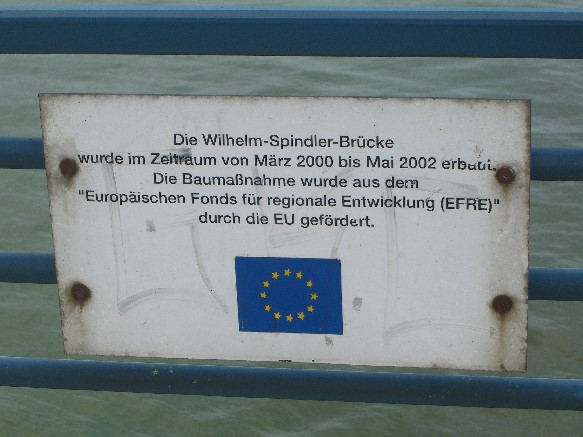 Die Wilhelm-Spindler-Brücke
wurde im Zeitraum von März 2000 bis Mai 2002 erbaut.
Die Baumaßnahme wurde aus dem
"Europäischen Fonds für regionale Entwicklung (EFRE)"
durch die EU gefördert.